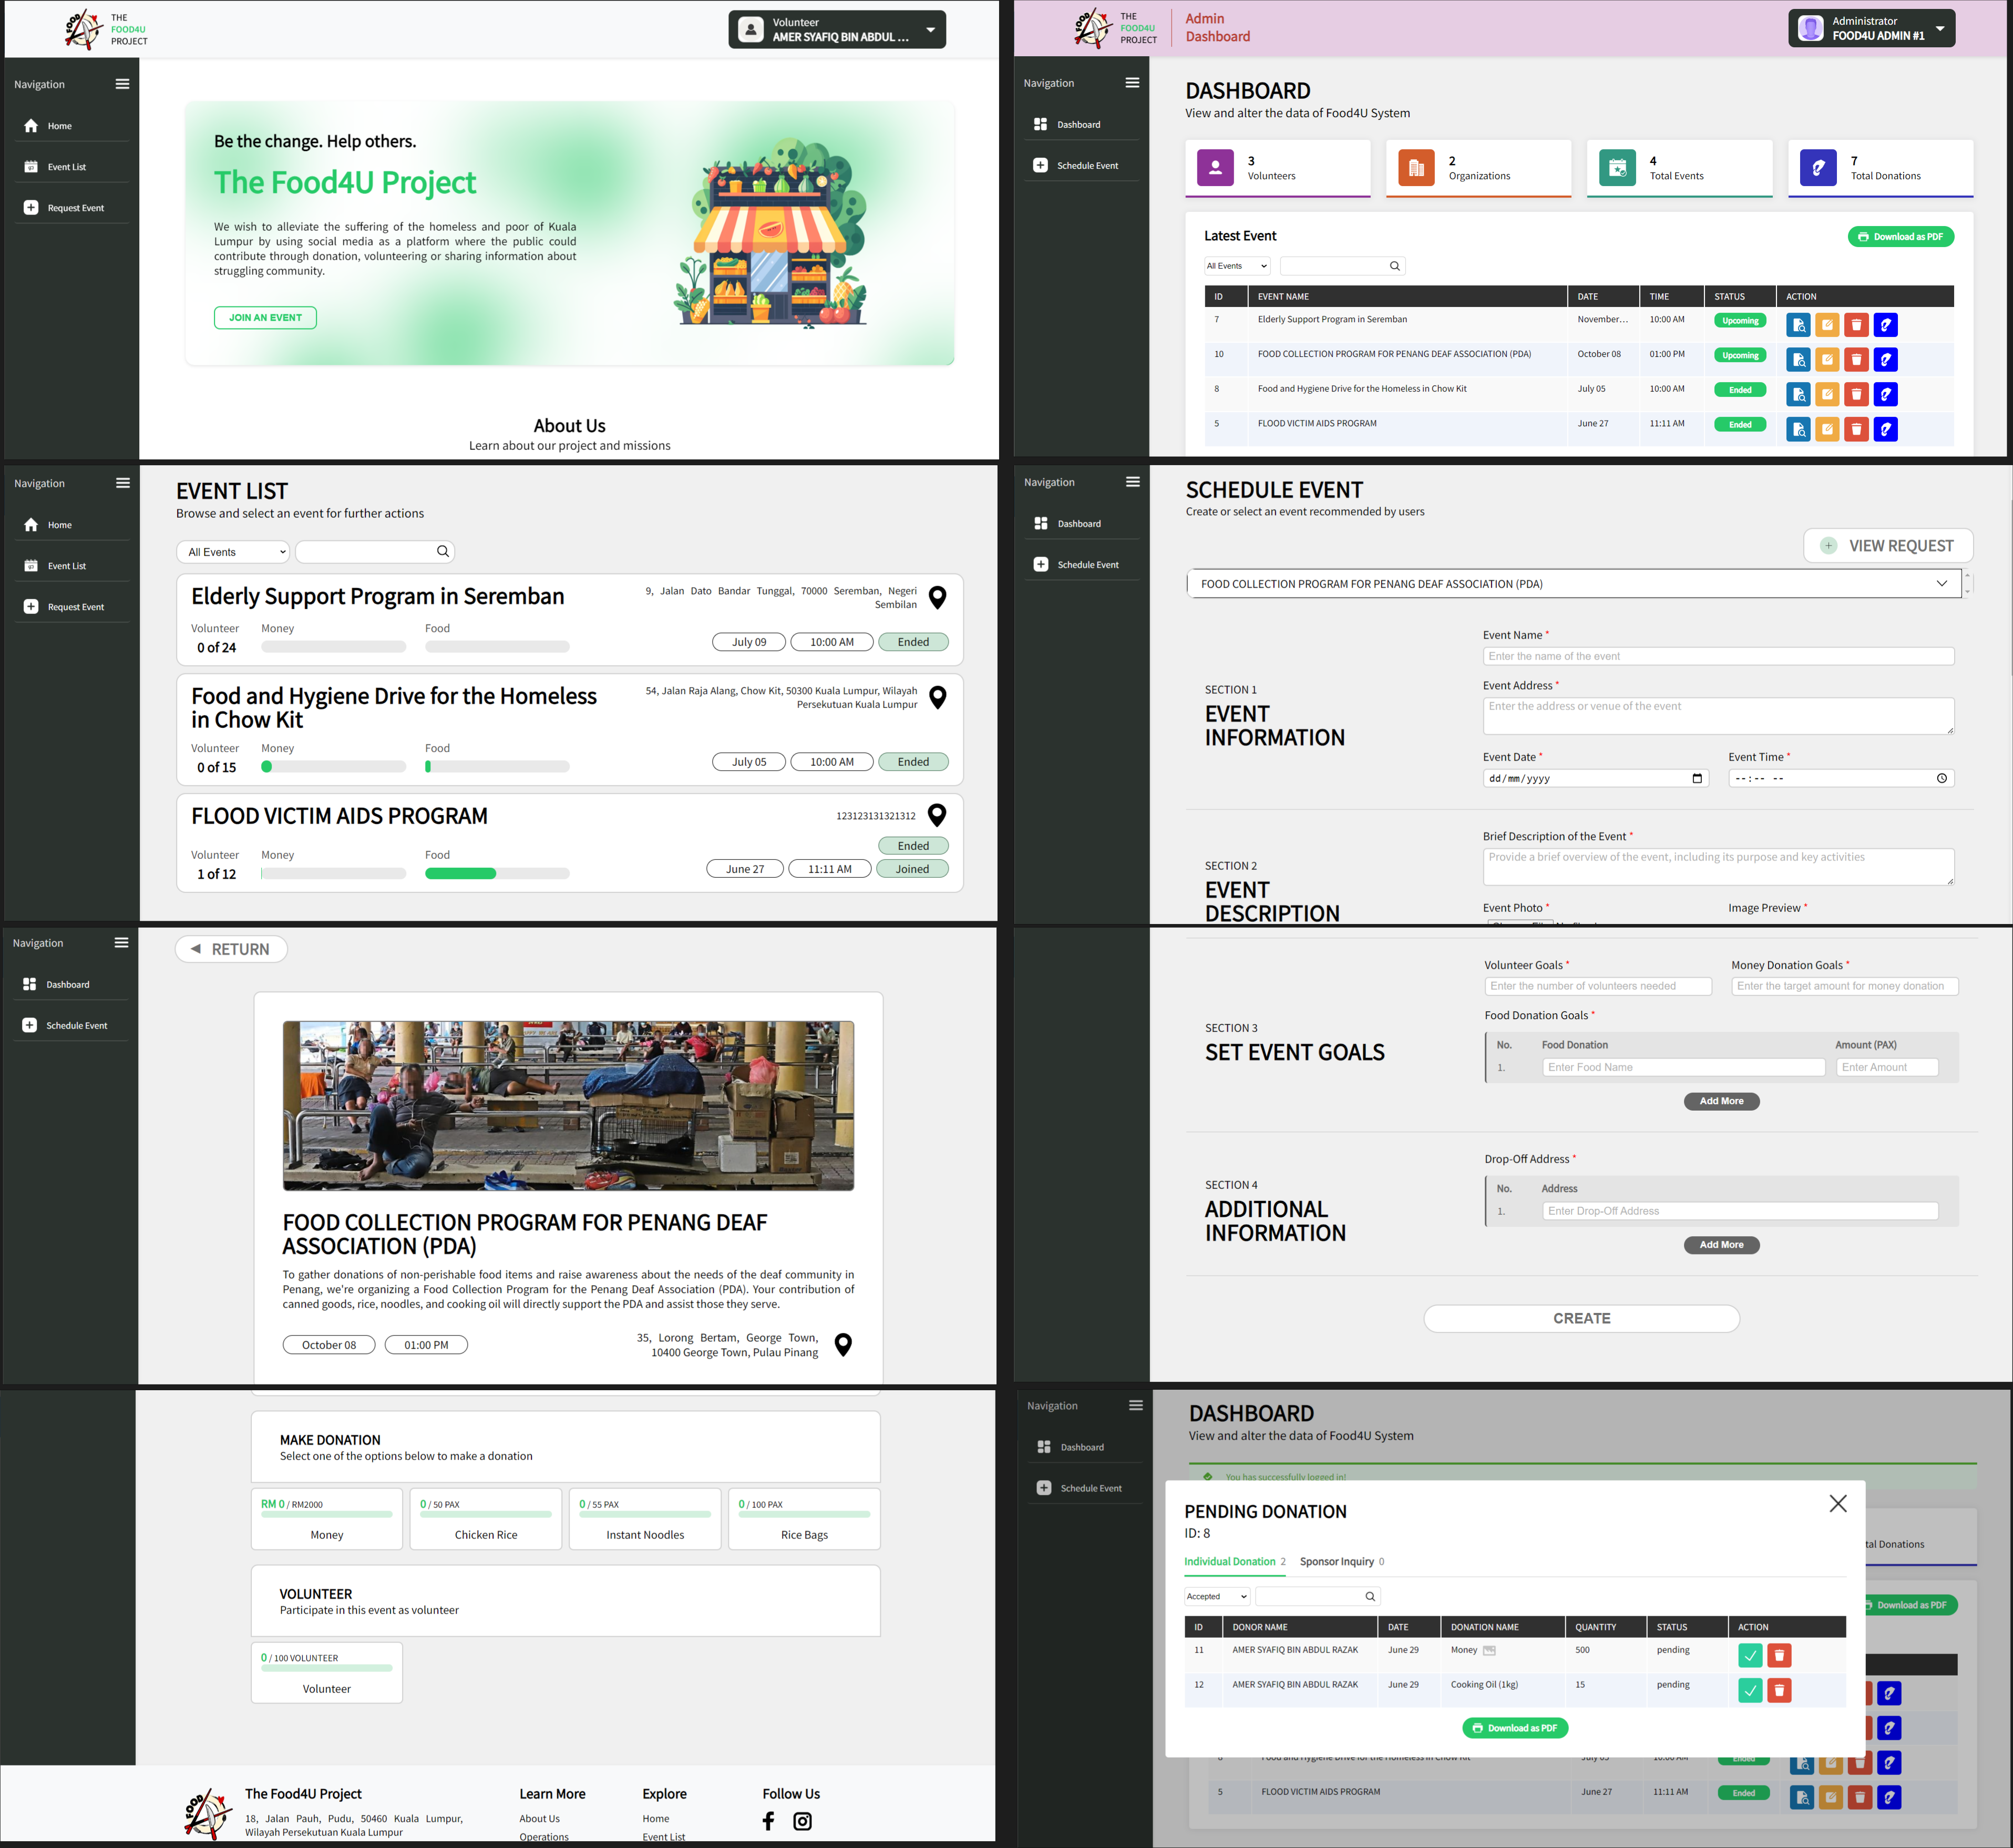 FOOD
THE
FOOD4U
PROJECT
Volunteer
AMER SYAFIQ BIN ABDUL ...
Navigation
Home
Event List
Request Event
Be the change. Help others.
The Food4U Project
We wish to alleviate the suffering of the homeless and poor of Kuala
Lumpur by using social media as a platform where the public could
contribute through donation, volunteering or sharing information about
struggling community.
JOIN AN EVENT
About Us
Learn about our project and missions
FOOD
THE
FOOD4U
PROJECT
Admin
Dashboard
Administrator
FOOD4U ADMIN #1
Navigation
Dashboard
Schedule Event
DASHBOARD
View and alter the data of Food4U System
3
Volunteers
2
Organizations
4
Total Events
7
Total Donations
Latest Event
Download as PDF
All Events
ID EVENT NAME DATE TIME STATUS ACTION
7 Elderly Support Program in Seremban November... 10:00 AM Upcoming
10 FOOD COLLECTION PROGRAM FOR PENANG DEAF ASSOCIATION (PDA) October 08 01:00 PM Upcoming
8 Food and Hygiene Drive for the Homeless in Chow Kit July 05 10:00 AM Ended
5 FLOOD VICTIM AIDS PROGRAM June 27 11:11 AM Ended
Navigation
Home
Event List
Request Event
EVENT LIST
Browse and select an event for further actions
All Events
Elderly Support Program in Seremban
9, Jalan Dato Bandar Tunggal, 70000 Seremban, Negeri
Sembilan
Volunteer Money Food
0 of 24
July 09 10:00 AM Ended
Food and Hygiene Drive for the Homeless
in Chow Kit
54, Jalan Raja Alang, Chow Kit, 50300 Kuala Lumpur, Wilayah
Persekutuan Kuala Lumpur
Volunteer Money Food
0 of 15
July 05 10:00 AM Ended
FLOOD VICTIM AIDS PROGRAM
123123131321312
Volunteer Money Food
1 of 12
Ended
June 27 11:11 AM Joined
Navigation
Dashboard
Schedule Event
SCHEDULE EVENT
Create or select an event recommended by users
+ VIEW REQUEST
FOOD COLLECTION PROGRAM FOR PENANG DEAF ASSOCIATION (PDA)
SECTION 1
EVENT
INFORMATION
Event Name *
Enter the name of the event
Event Address *
Enter the address or venue of the event
Event Date * Event Time *
dd/mm/yyyy --:-- --
SECTION 2
EVENT
DESCRIPTION
Brief Description of the Event *
Provide a brief overview of the event, including its purpose and key activities
Event Photo * Image Preview *
Navigation
Dashboard
Schedule Event
RETURN
FOOD COLLECTION PROGRAM FOR PENANG DEAF
ASSOCIATION (PDA)
To gather donations of non-perishable food items and raise awareness about the needs of the deaf community in
Penang, we're organizing a Food Collection Program for the Penang Deaf Association (PDA). Your contribution of
canned goods, rice, noodles, and cooking oil will directly support the PDA and assist those they serve.
October 08 01:00 PM
35, Lorong Bertam, George Town,
10400 George Town, Pulau Pinang
SECTION 3
SET EVENT GOALS
Volunteer Goals * Money Donation Goals *
Enter the number of volunteers needed Enter the target amount for money donation
Food Donation Goals *
No. Food Donation Amount (PAX)
1. Enter Food Name Enter Amount
Add More
SECTION 4
ADDITIONAL
INFORMATION
Drop-Off Address *
No. Address
1. Enter Drop-Off Address
Add More
CREATE
MAKE DONATION
Select one of the options below to make a donation
RM 0 / RM2000
Money
0 / 50 PAX
Chicken Rice
0 / 55 PAX
Instant Noodles
0 / 100 PAX
Rice Bags
VOLUNTEER
Participate in this event as volunteer
0 / 100 VOLUNTEER
Volunteer
FOOD
The Food4U Project
18, Jalan Pauh, Pudu, 50460 Kuala Lumpur,
Wilayah Persekutuan Kuala Lumpur
Learn More
About Us
Operations
Explore
Home
Event List
Follow Us
Navigation
Dashboard
Schedule Event
DASHBOARD
View and alter the data of Food4U System
You has successfully logged in!
tal Donations
Download as PDF
PENDING DONATION
ID: 8
Individual Donation 2 Sponsor Inquiry 0
Accepted
ID DONOR NAME DATE DONATION NAME QUANTITY STATUS ACTION
11 AMER SYAFIQ BIN ABDUL RAZAK June 29 Money 500 pending
12 AMER SYAFIQ BIN ABDUL RAZAK June 29 Cooking Oil (1kg) 15 pending
Download as PDF
8 Food and Hygiene Drive for the Homeless in Chow Kit July 05 10:00 AM Ended
5 FLOOD VICTIM AIDS PROGRAM June 27 11:11 AM Ended